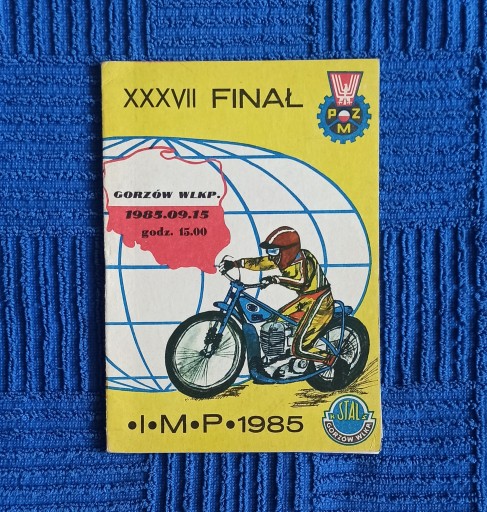 XXXVII FINAŁ
PZM
GORZÓW WLKP.
1985.09.15
godz. 15.00
•I•M•P•1985
STAL
GORZÓW WLKP.